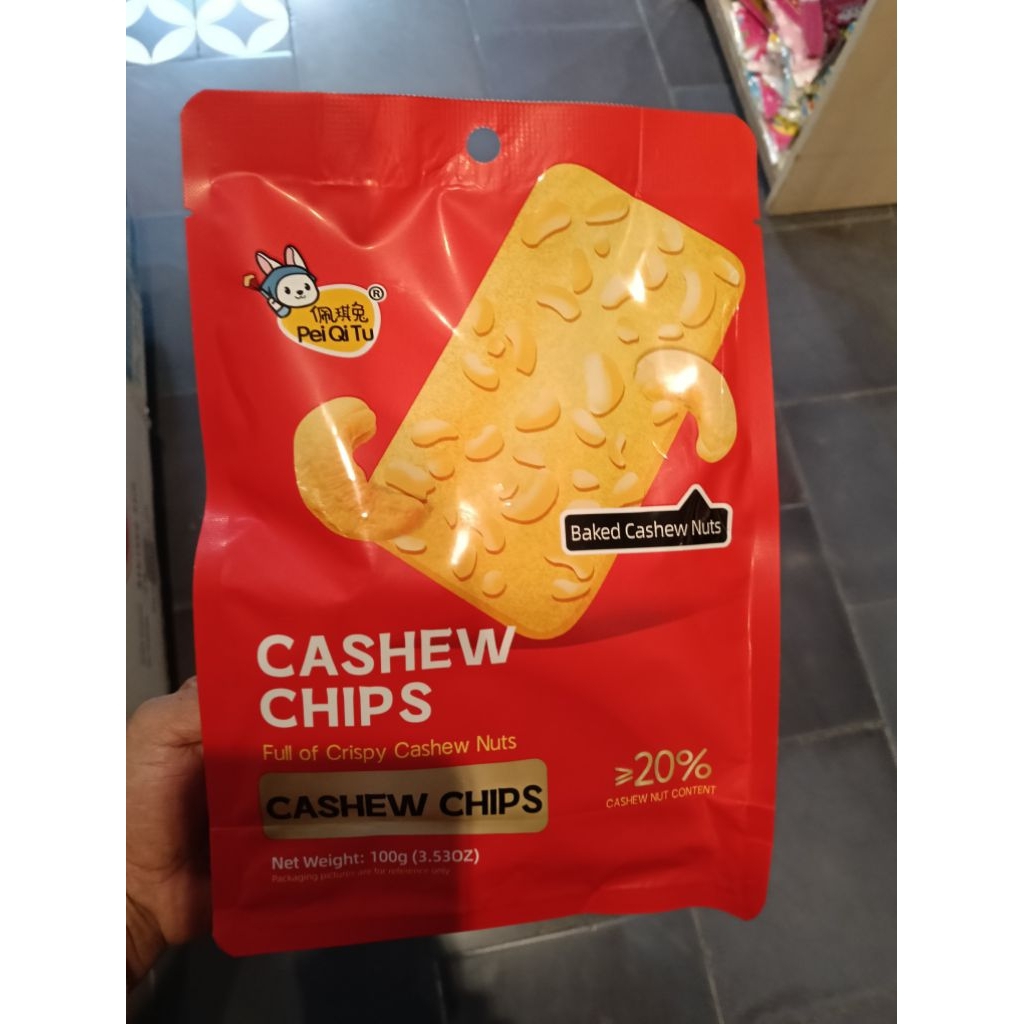 佩琪兔
®
Pei Qi Tu
Baked Cashew Nuts
CASHEW
CHIPS
Full of Crispy Cashew Nuts
CASHEW CHIPS
≥20%
CASHEW NUT CONTENT
Net Weight: 100g (3.53OZ)
Packaging pictures are for reference only